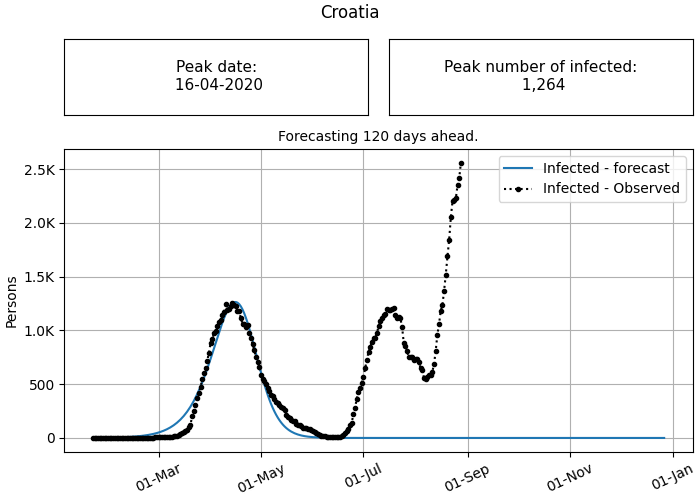 Croatia
Peak date:
16-04-2020
Peak number of infected:
1,264
Forecasting 120 days ahead.
Infected - forecast
Infected - Observed
Persons
2.5K
2.0K
1.5K
1.0K
500
0
01-Mar
01-May
01-Jul
01-Sep
01-Nov
01-Jan